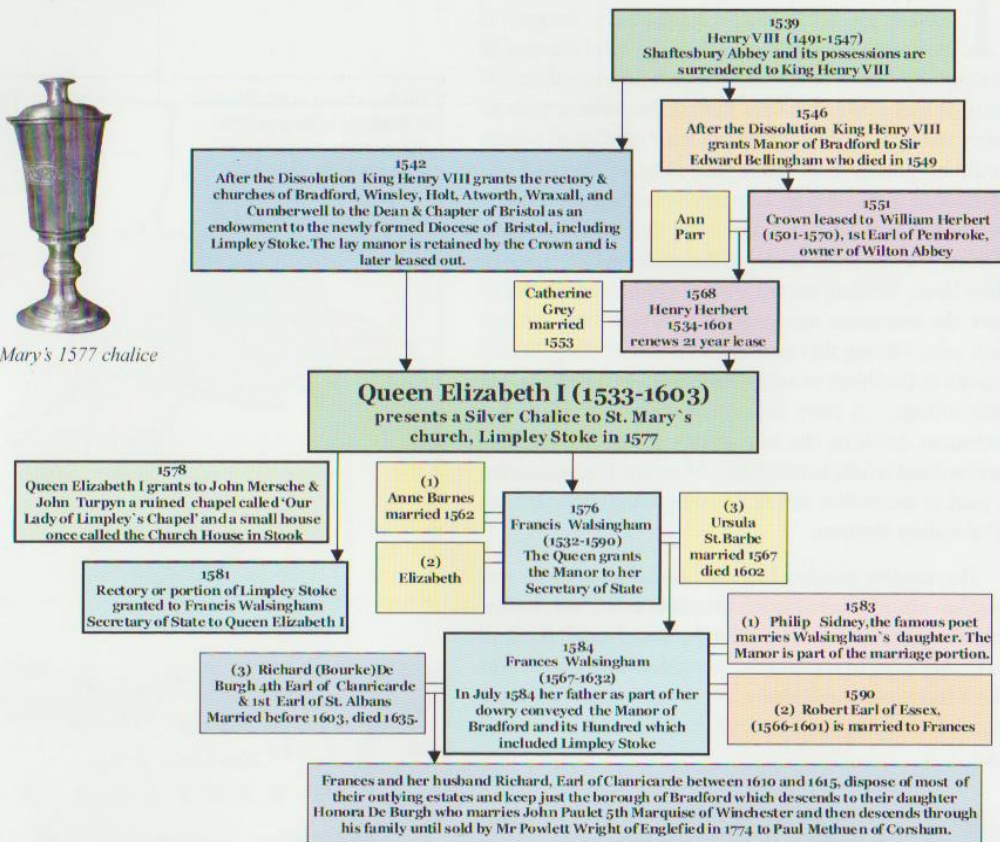 1539
Henry VIII (1491-1547)
Shaftesbury Abbey and its possessions are
surrendered to King Henry VIII
1546
After the Dissolution King Henry VIII
grants Manor of Bradford to Sir
Edward Bellingham who died in 1549
1542
After the Dissolution King Henry VIII grants the rectory &
churches of Bradford, Winsley, Holt, Atworth, Wraxall, and
Cumberwell to the Dean & Chapter of Bristol as an
endowment to the newly formed Diocese of Bristol, including
Limpley Stoke. The lay manor is retained by the Crown and is
later leased out.
Ann
Parr
1551
Crown leased to William Herbert
(1501-1570), 1st Earl of Pembroke,
owner of Wilton Abbey
Catherine
Grey
married
1553
1568
Henry Herbert
1534-1601
renews 21 year lease
Mary's 1577 chalice
Queen Elizabeth I (1533-1603)
presents a Silver Chalice to St. Mary`s
church, Limpley Stoke in 1577
1578
Queen Elizabeth I grants to John Mersche &
John Turpyn a ruined chapel called 'Our
Lady of Limpley`s Chapel' and a small house
once called the Church House in Stook
(1)
Anne Barnes
married 1562
1576
Francis Walsingham
(1532-1590)
The Queen grants
the Manor to her
Secretary of State
(3)
Ursula
St.Barbe
married 1567
died 1602
(2)
Elizabeth
1581
Rectory or portion of Limpley Stoke
granted to Francis Walsingham
Secretary of State to Queen Elizabeth I
1583
(1) Philip Sidney,the famous poet
marries Walsingham`s daughter. The
Manor is part of the marriage portion.
1584
Frances Walsingham
(1567-1632)
In July 1584 her father as part of her
dowry conveyed the Manor of
Bradford and its Hundred which
included Limpley Stoke
(3) Richard (Bourke)De
Burgh 4th Earl of Clanricarde
& 1st Earl of St. Albans
Married before 1603, died 1635.
1590
(2) Robert Earl of Essex,
(1566-1601) is married to Frances
Frances and her husband Richard, Earl of Clanricarde between 1610 and 1615, dispose of most of
their outlying estates and keep just the borough of Bradford which descends to their daughter
Honora De Burgh who marries John Paulet 5th Marquise of Winchester and then descends through
his family until sold by Mr Powlett Wright of Englefied in 1774 to Paul Methuen of Corsham.